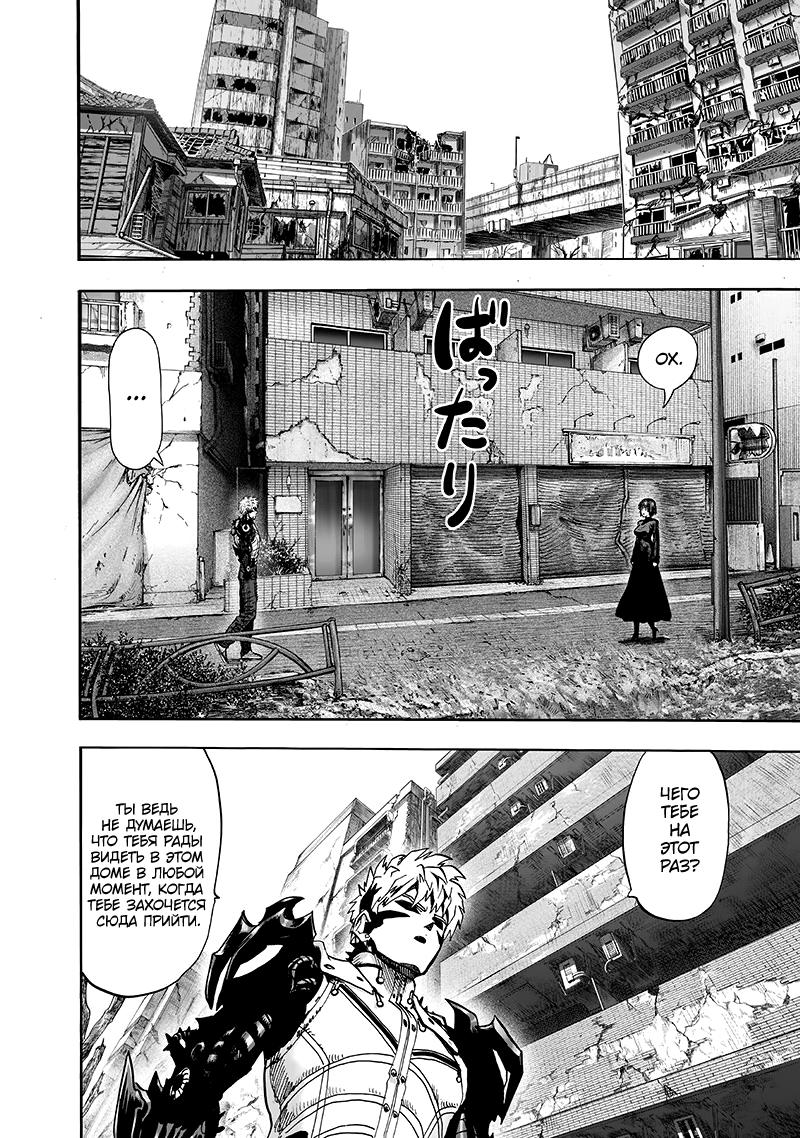 ばったり
ОХ.
...
ЧЕГО
ТЕБЕ
НА
ЭТОТ
РАЗ?
ТЫ ВЕДЬ
НЕ ДУМАЕШЬ,
ЧТО ТЕБЯ РАДЫ
ВИДЕТЬ В ЭТОМ
ДОМЕ В ЛЮБОЙ
МОМЕНТ, КОГДА
ТЕБЕ ЗАХОЧЕТСЯ
СЮДА ПРИЙТИ.